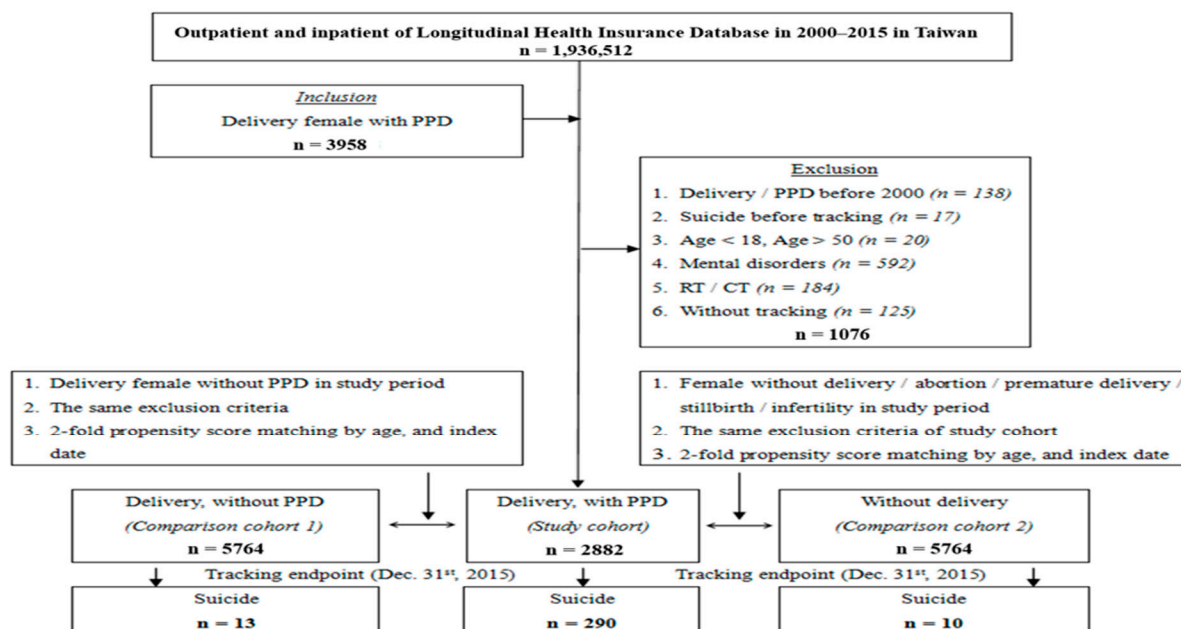 Outpatient and inpatient of Longitudinal Health Insurance Database in 2000–2015 in Taiwan
n = 1,936,512
Inclusion
Delivery female with PPD
n = 3958
Exclusion
1. Delivery / PPD before 2000 (n = 138)
2. Suicide before tracking (n = 17)
3. Age < 18, Age > 50 (n = 20)
4. Mental disorders (n = 592)
5. RT / CT (n = 184)
6. Without tracking (n = 125)
n = 1076
1. Delivery female without PPD in study period
2. The same exclusion criteria
3. 2-fold propensity score matching by age, and index
date
1. Female without delivery / abortion / premature delivery /
stillbirth / infertility in study period
2. The same exclusion criteria of study cohort
3. 2-fold propensity score matching by age, and index date
Delivery, without PPD
(Comparison cohort 1)
n = 5764
Delivery, with PPD
(Study cohort)
n = 2882
Without delivery
(Comparison cohort 2)
n = 5764
Tracking endpoint (Dec. 31st, 2015)
Tracking endpoint (Dec. 31st, 2015)
Suicide
n = 13
Suicide
n = 290
Suicide
n = 10